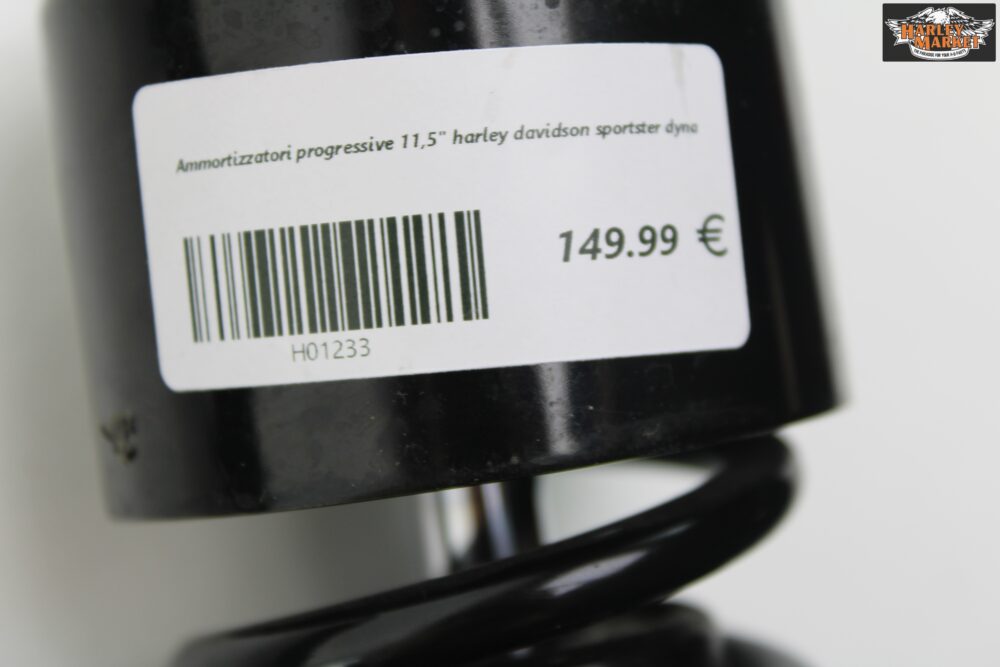 HARLEY
MARKET
Ammortizzatori progressive 11,5" harley davidson sportster dyna
149.99 €
H01233